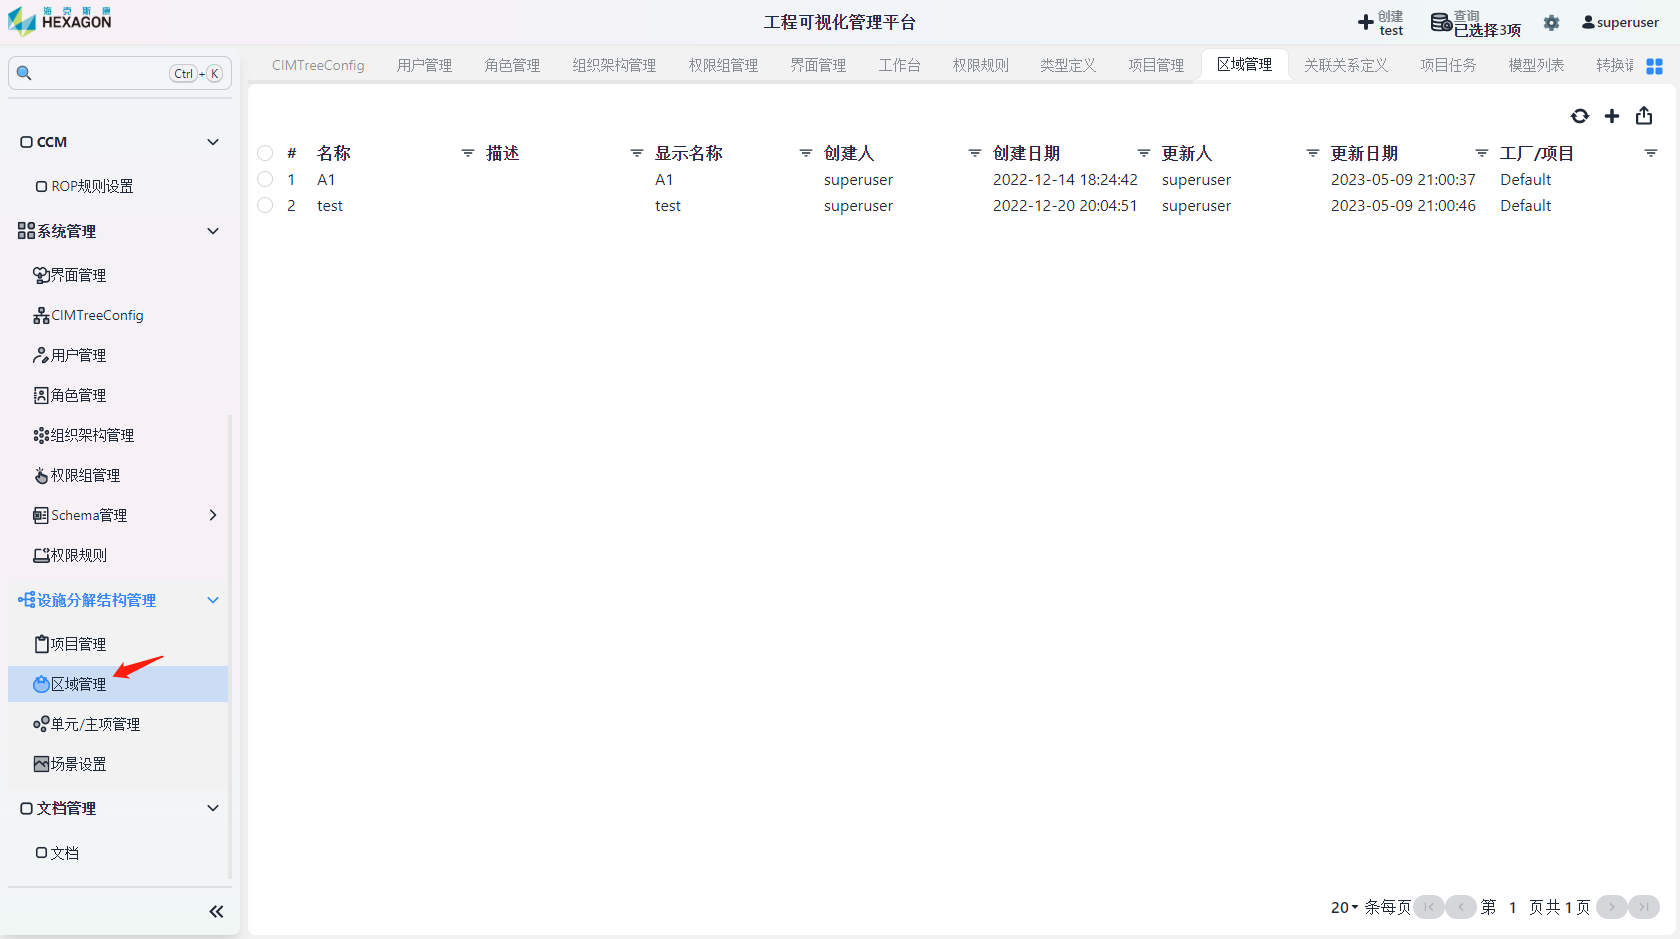 海克斯康
HEXAGON
工程可视化管理平台
创建
test
查询
已选择3项
superuser
Ctrl + K
CIMTreeConfig 用户管理 角色管理 组织架构管理 权限组管理 界面管理 工作台 权限规则 类型定义 项目管理 区域管理 关联关系定义 项目任务 模型列表 转换
CCM
ROP规则设置
系统管理
界面管理
CIMTreeConfig
用户管理
角色管理
组织架构管理
权限组管理
Schema管理
权限规则
设施分解结构管理
项目管理
区域管理
单元/主项管理
场景设置
文档管理
文档
# 名称 描述 显示名称 创建人 创建日期 更新人 更新日期 工厂/项目
1 A1 A1 superuser 2022-12-14 18:24:42 superuser 2023-05-09 21:00:37 Default
2 test test superuser 2022-12-20 20:04:51 superuser 2023-05-09 21:00:46 Default
20 条每页 第 1 页共 1 页